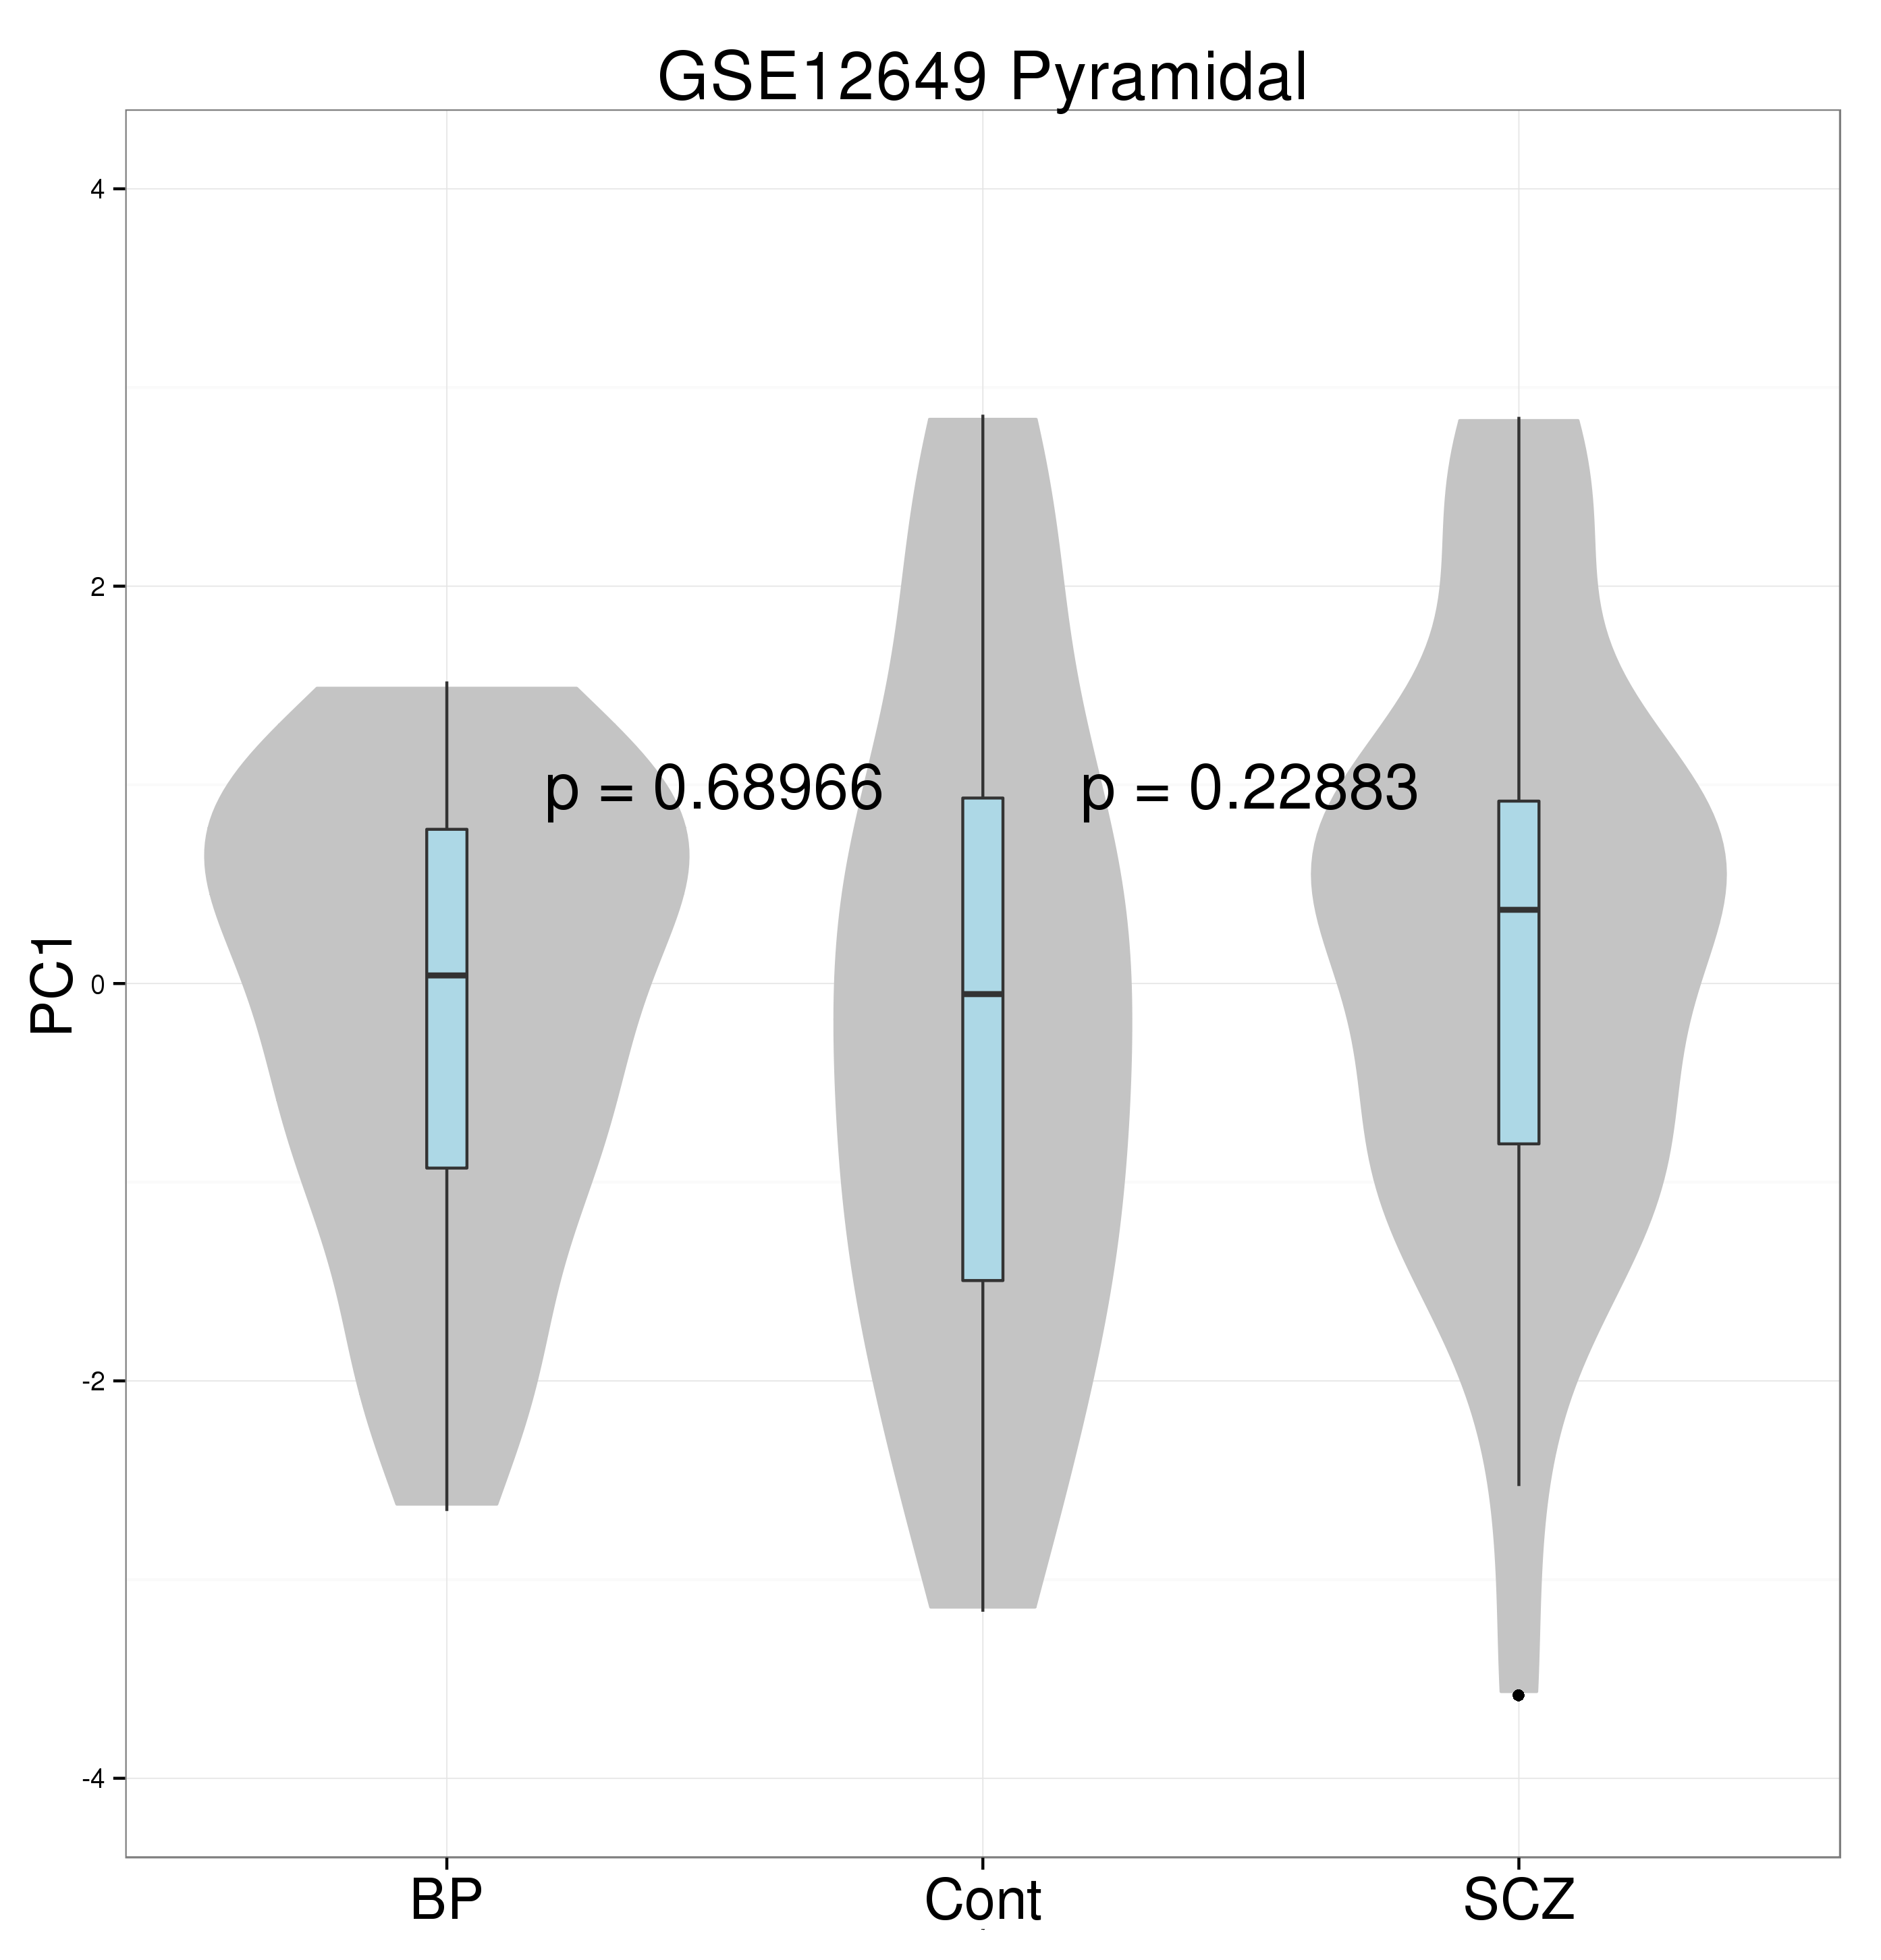 GSE12649 Pyramidal
4
2
0
-2
-4
PC1
p = 0.68966
p = 0.22883
BP
Cont
SCZ